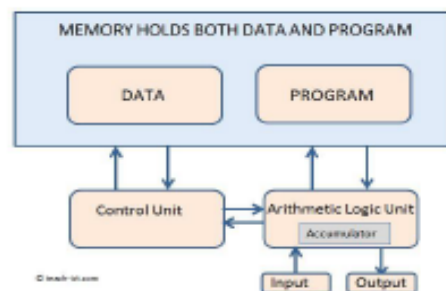 MEMORY HOLDS BOTH DATA AND PROGRAM
DATA
PROGRAM
Control Unit
Arithmetic Logic Unit
Accumulator
Input
Output